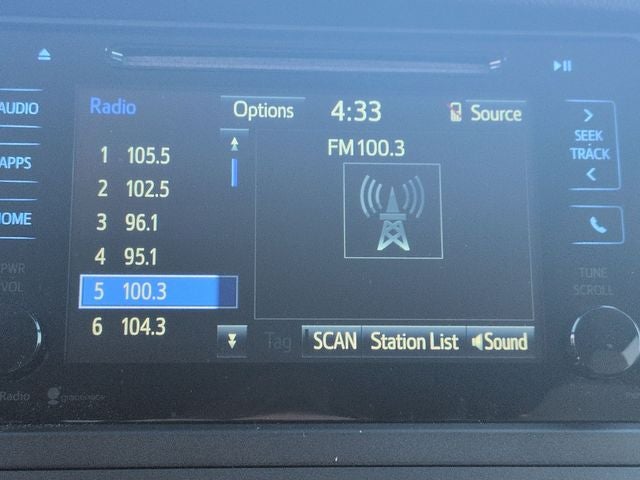 AUDIO
APPS
HOME
PWR
VOL
Radio
Radio
Options
4:33
Source
1 105.5
2 102.5
3 96.1
4 95.1
5 100.3
6 104.3
FM 100.3
Tag
SCAN
Station List
Sound
SEEK
TRACK
TUNE
SCROLL
gracenote